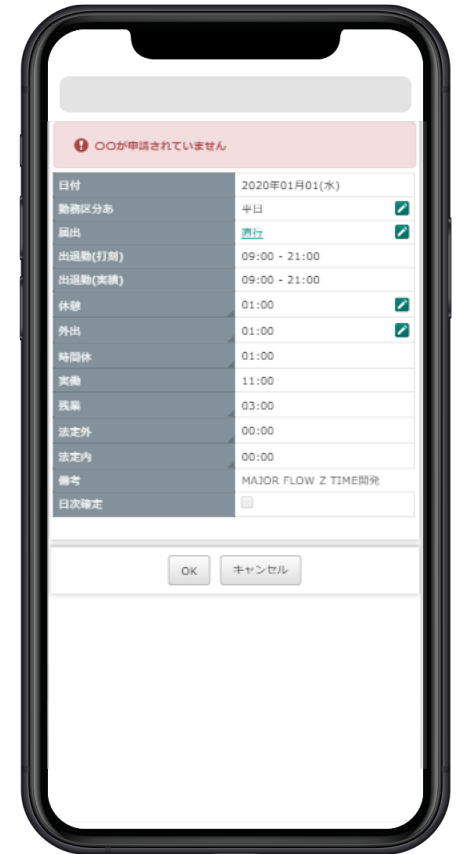 〇〇が申請されていません
日付 2020年01月01(水)
勤務区分あ 平日
届出 直行
出退勤(打刻) 09:00 - 21:00
出退勤(実績) 09:00 - 21:00
休憩 01:00
外出 01:00
時間休 01:00
実働 11:00
残業 03:00
法定外 00:00
法定内 00:00
備考 MAJOR FLOW Z TIME開発
日次確定
OK キャンセル